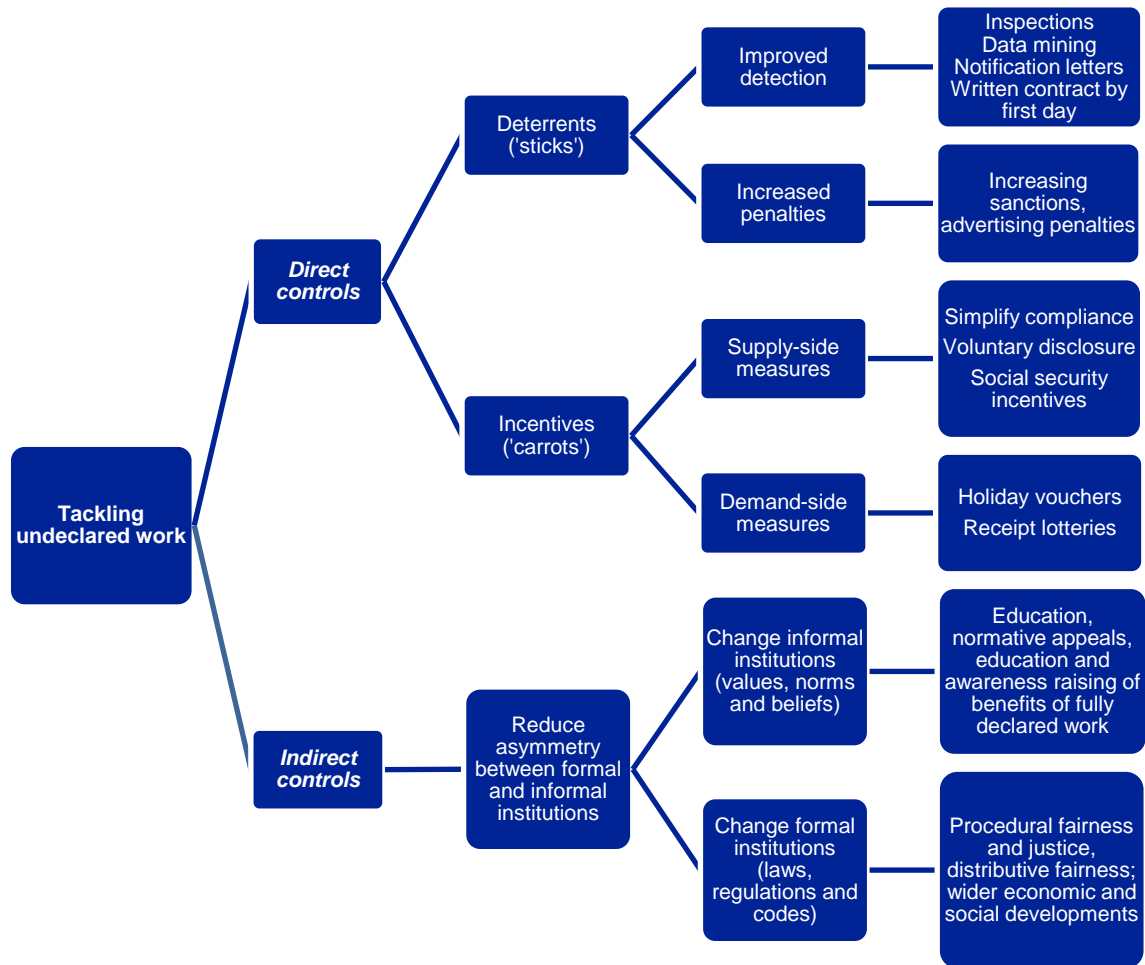 Tackling
undeclared work
Direct
controls
Deterrents
('sticks')
Improved
detection
Inspections
Data mining
Notification letters
Written contract by
first day
Increased
penalties
Increasing
sanctions,
advertising penalties
Incentives
('carrots')
Supply-side
measures
Simplify compliance
Voluntary disclosure
Social security
incentives
Demand-side
measures
Holiday vouchers
Receipt lotteries
Indirect
controls
Reduce
asymmetry
between formal
and informal
institutions
Change informal
institutions
(values, norms
and beliefs)
Education,
normative appeals,
education and
awareness raising of
benefits of fully
declared work
Change formal
institutions
(laws,
regulations and
codes)
Procedural fairness
and justice,
distributive fairness;
wider economic and
social developments